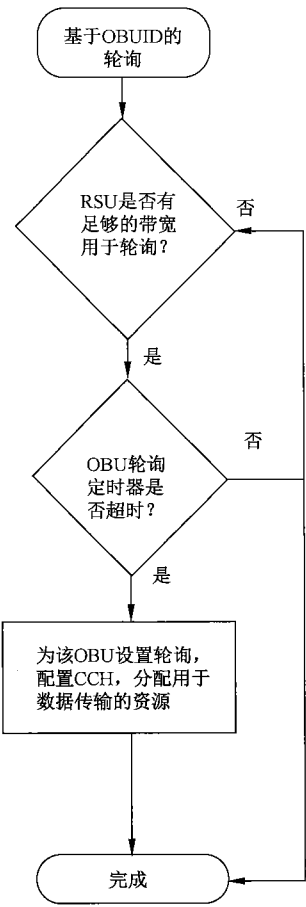 基于OBUID的
轮询
RSU是否有
足够的带宽
用于轮询？
否
是
OBU轮询
定时器是
否超时？
否
是
为该OBU设置轮询，
配置CCH，分配用于
数据传输的资源
完成